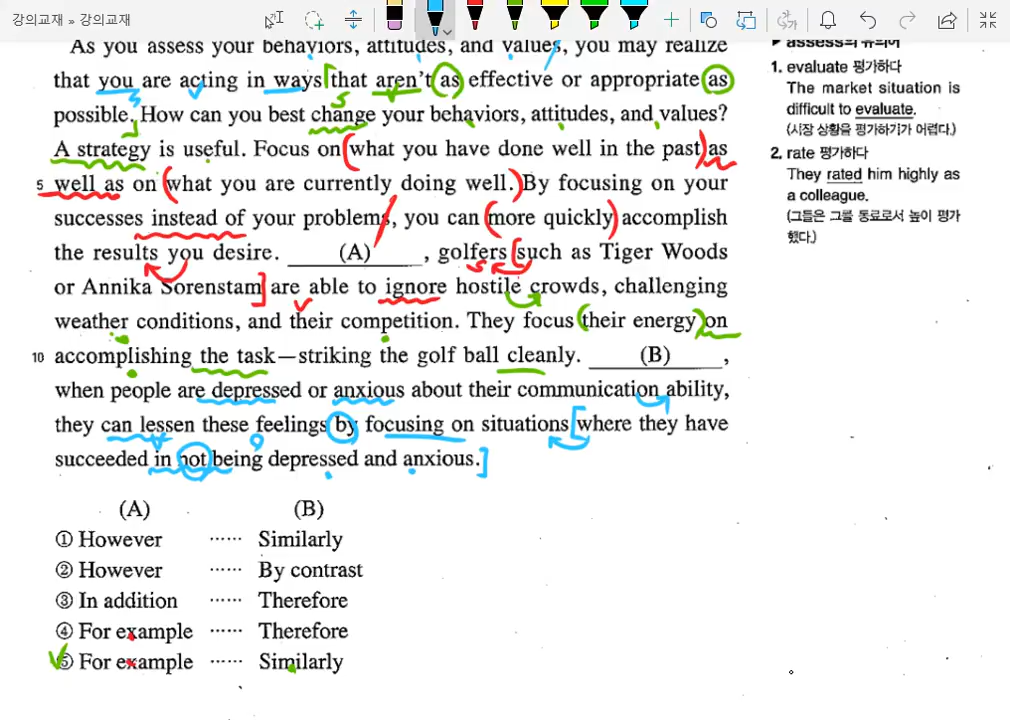 강의교재 » 강의교재
As you assess your behaviors, attitudes, and values, you may realize
that you are acting in ways that aren't as effective or appropriate as
possible. How can you best change your behaviors, attitudes, and values?
A strategy is useful. Focus on what you have done well in the past as
5 well as on what you are currently doing well. By focusing on your
successes instead of your problems, you can more quickly accomplish
the results you desire. ____(A)____, golfers such as Tiger Woods
or Annika Sorenstam are able to ignore hostile crowds, challenging
weather conditions, and their competition. They focus their energy on
10 accomplishing the task—striking the golf ball cleanly. ____(B)____,
when people are depressed or anxious about their communication ability,
they can lessen these feelings by focusing on situations where they have
succeeded in not being depressed and anxious.
(A) (B)
① However ······ Similarly
② However ······ By contrast
③ In addition ······ Therefore
④ For example ······ Therefore
⑤ For example ······ Similarly
▶ assess의 유의어
1. evaluate 평가하다
The market situation is
difficult to evaluate.
(시장 상황을 평가하기가 어렵다.)
2. rate 평가하다
They rated him highly as
a colleague.
(그들은 그를 동료로서 높이 평가
했다.)